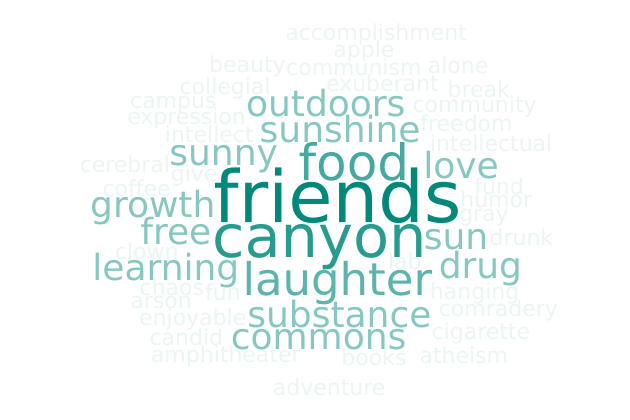 accomplishment
apple
beauty communism alone
collegial exuberant break
campus outdoors community
expression sunshine freedom
intellect intellectual
sunny food love
cerebral give
coffee friends fund
growth humor
gray
free canyon sun drunk
clown
learning laughter lab drug
chaos fun hanging
arson
enjoyable substance comradery
candid commons cigarette
amphitheater books atheism
adventure